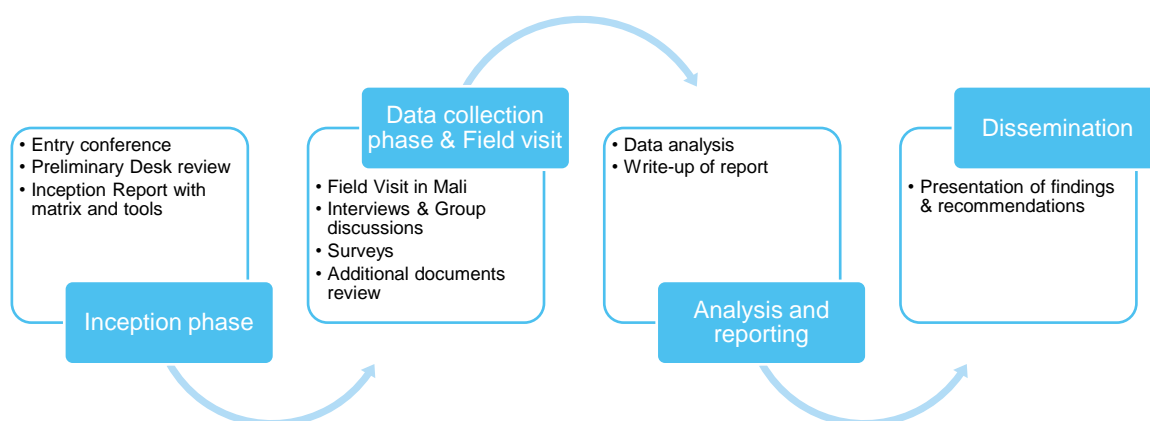 • Entry conference
• Preliminary Desk review
• Inception Report with
matrix and tools
Inception phase
Data collection
phase & Field visit
• Field Visit in Mali
• Interviews & Group
discussions
• Surveys
• Additional documents
review
• Data analysis
• Write-up of report
Analysis and
reporting
Dissemination
• Presentation of findings
& recommendations